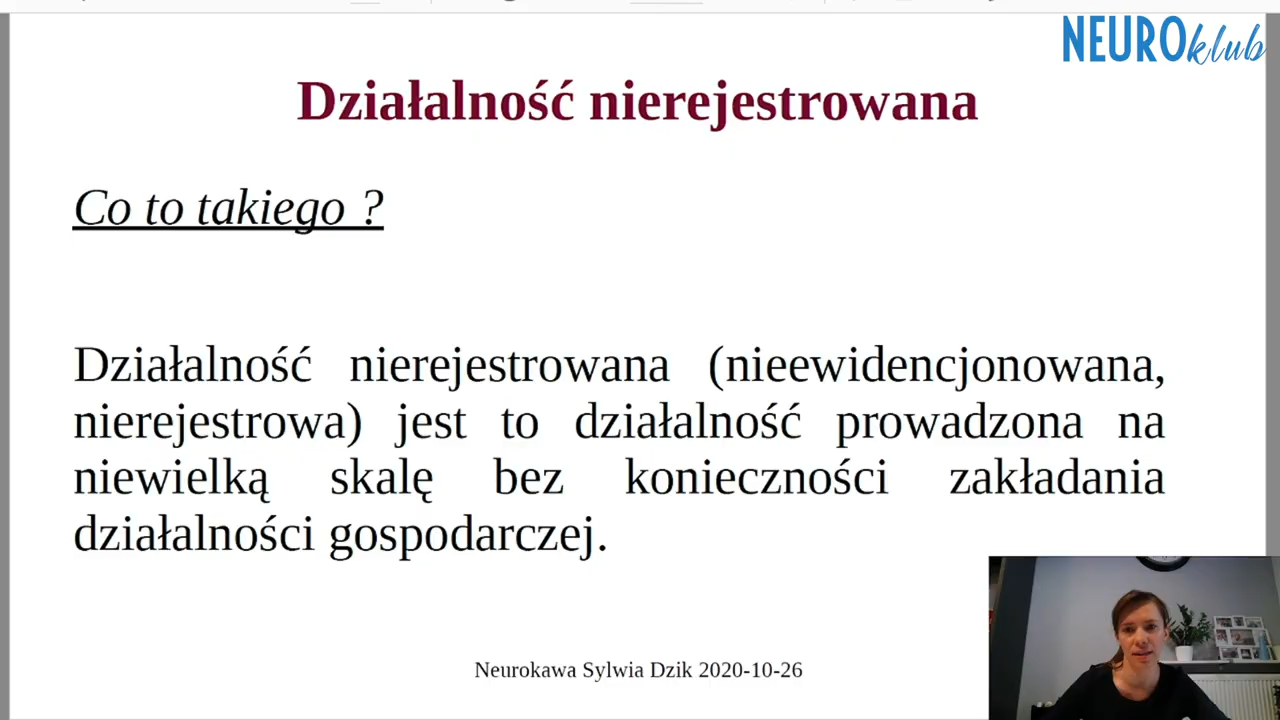 NEUROklub
Działalność nierejestrowana
Co to takiego ?
Działalność nierejestrowana (nieewidencjonowana,
nierejestrowa) jest to działalność prowadzona na
niewielką skalę bez konieczności zakładania
działalności gospodarczej.
Neurokawa Sylwia Dzik 2020-10-26